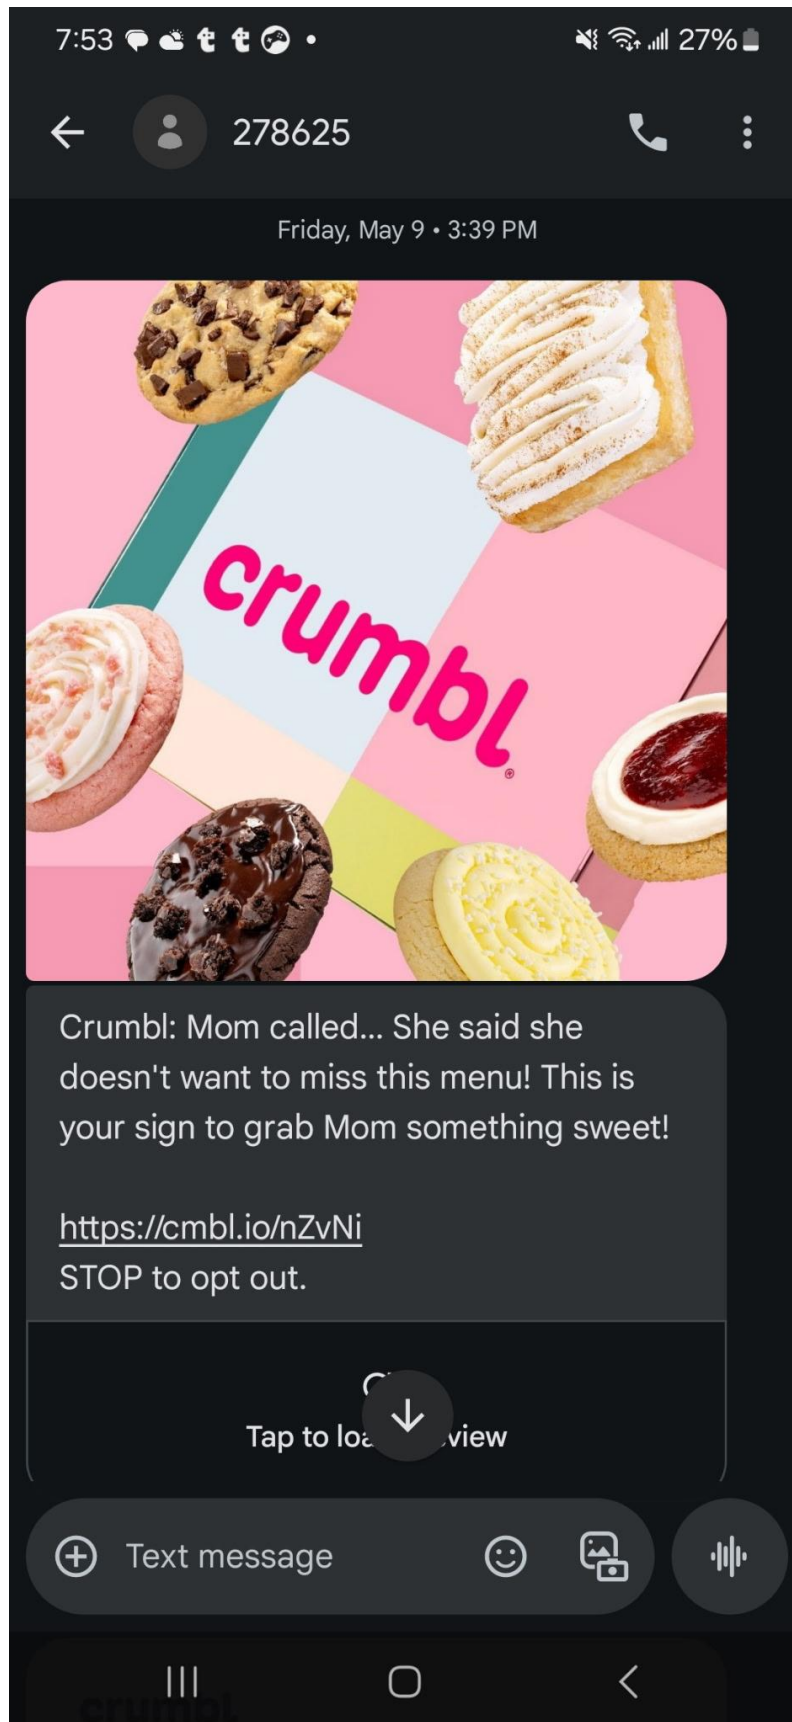 7:53
27%
278625
Friday, May 9 • 3:39 PM
crumbl
Crumbl: Mom called... She said she
doesn't want to miss this menu! This is
your sign to grab Mom something sweet!
https://cmbl.io/nZvNi
STOP to opt out.
Tap to
Text message
crumbl